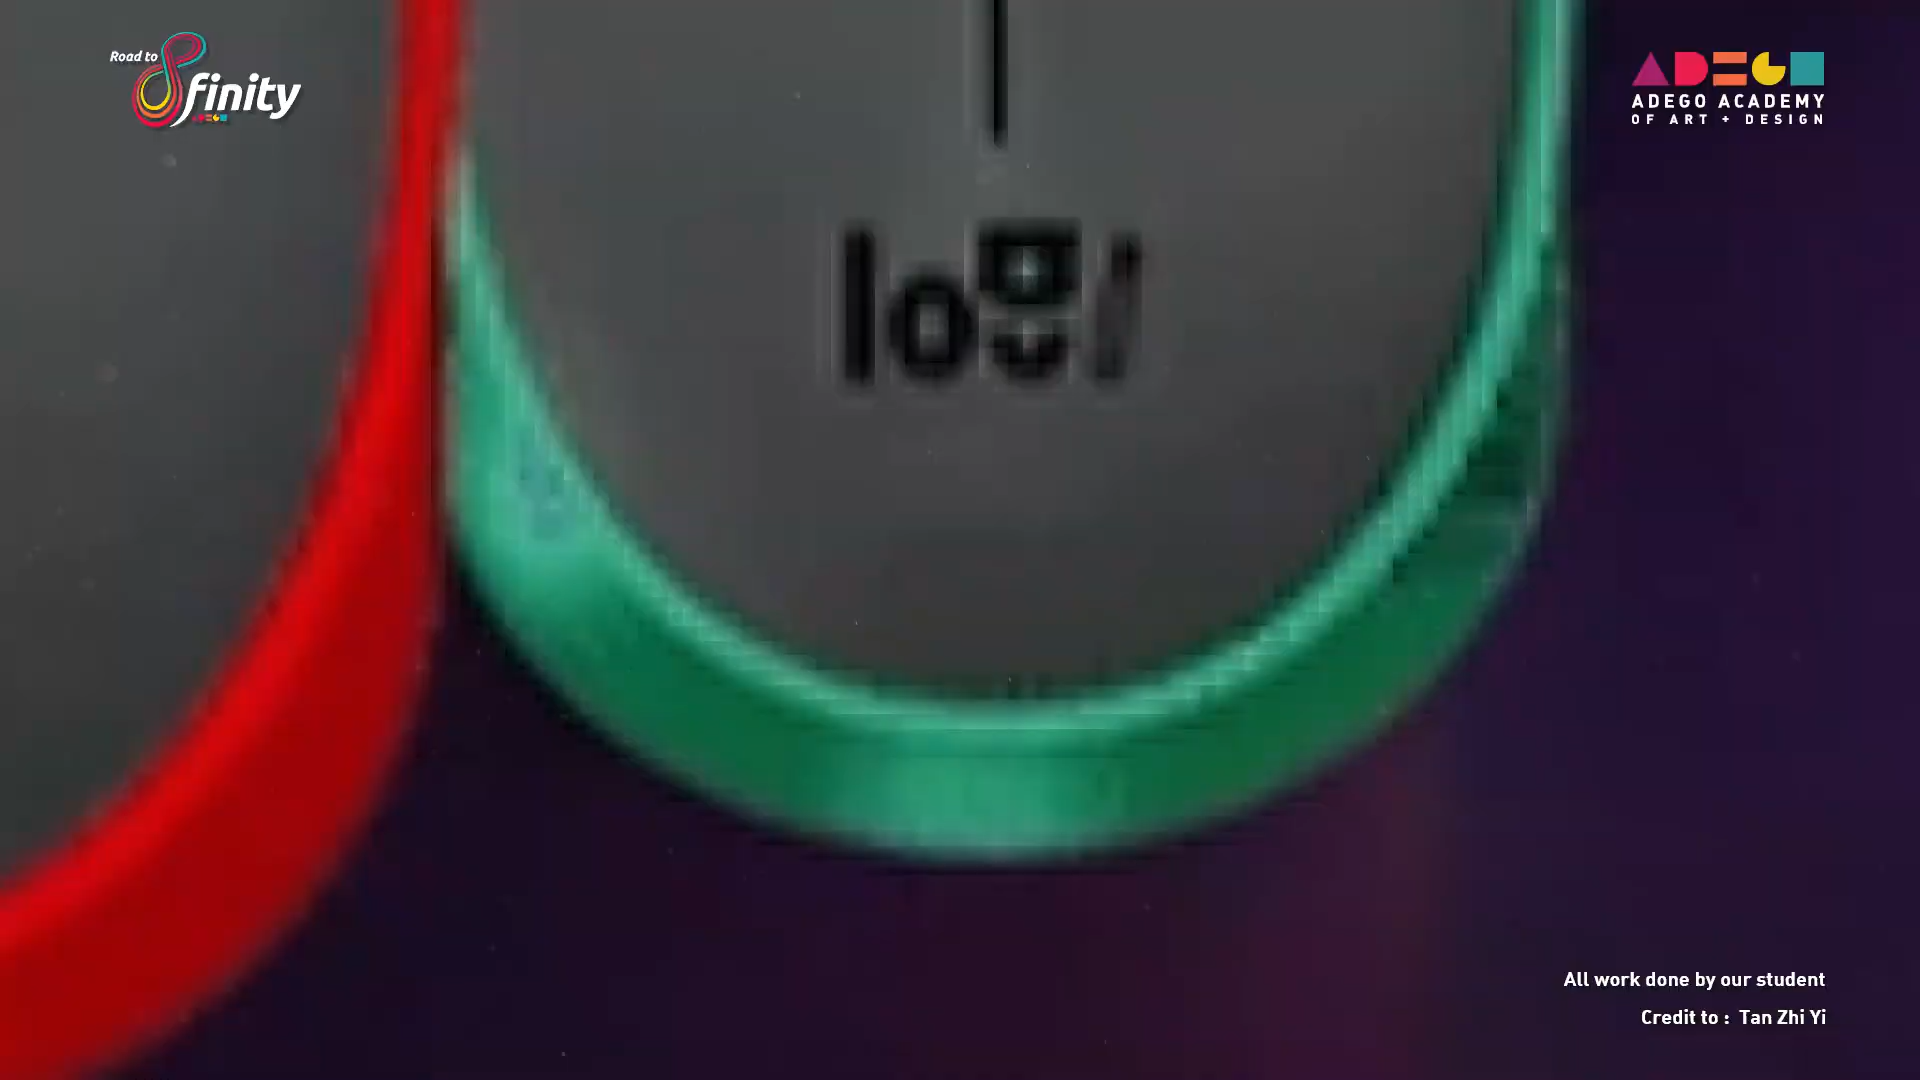 Road to
finity
ADEGO
ADEGO ACADEMY
OF ART + DESIGN
logi
All work done by our student
Credit to : Tan Zhi Yi